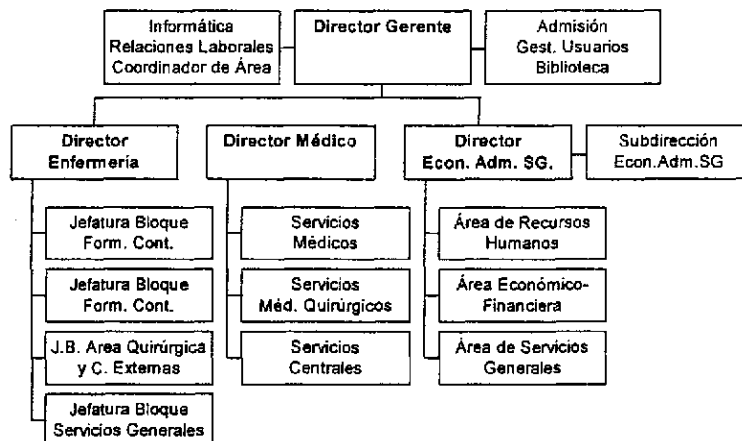 Informática
Relaciones Laborales
Coordinador de Área
Director Gerente
Admisión
Gest. Usuarios
Biblioteca
Director
Enfermería
Director Médico
Director
Econ. Adm. SG.
Subdirección
Econ.Adm.SG
Jefatura Bloque
Form. Cont.
Jefatura Bloque
Form. Cont.
J.B. Area Quirúrgica
y C. Externas
Jefatura Bloque
Servicios Generales
Servicios
Médicos
Servicios
Méd. Quirúrgicos
Servicios
Centrales
Área de Recursos
Humanos
Área Económico-
Financiera
Área de Servicios
Generales